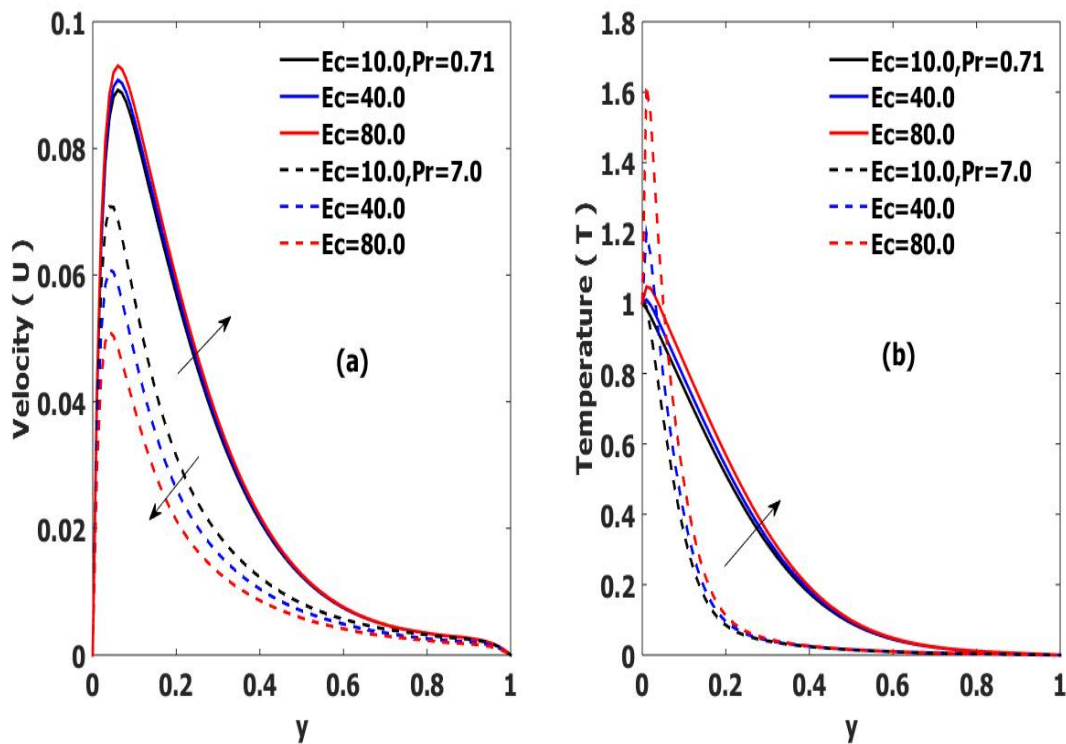 0.1
0.08
0.06
0.04
0.02
0
Velocity ( U )
Ec=10.0,Pr=0.71
Ec=40.0
Ec=80.0
Ec=10.0,Pr=7.0
Ec=40.0
Ec=80.0
(a)
0 0.2 0.4 0.6 0.8 1
y
1.8
1.6
1.4
1.2
1
0.8
0.6
0.4
0.2
0
Temperature ( T )
Ec=10.0,Pr=0.71
Ec=40.0
Ec=80.0
Ec=10.0,Pr=7.0
Ec=40.0
Ec=80.0
(b)
0 0.2 0.4 0.6 0.8 1
y